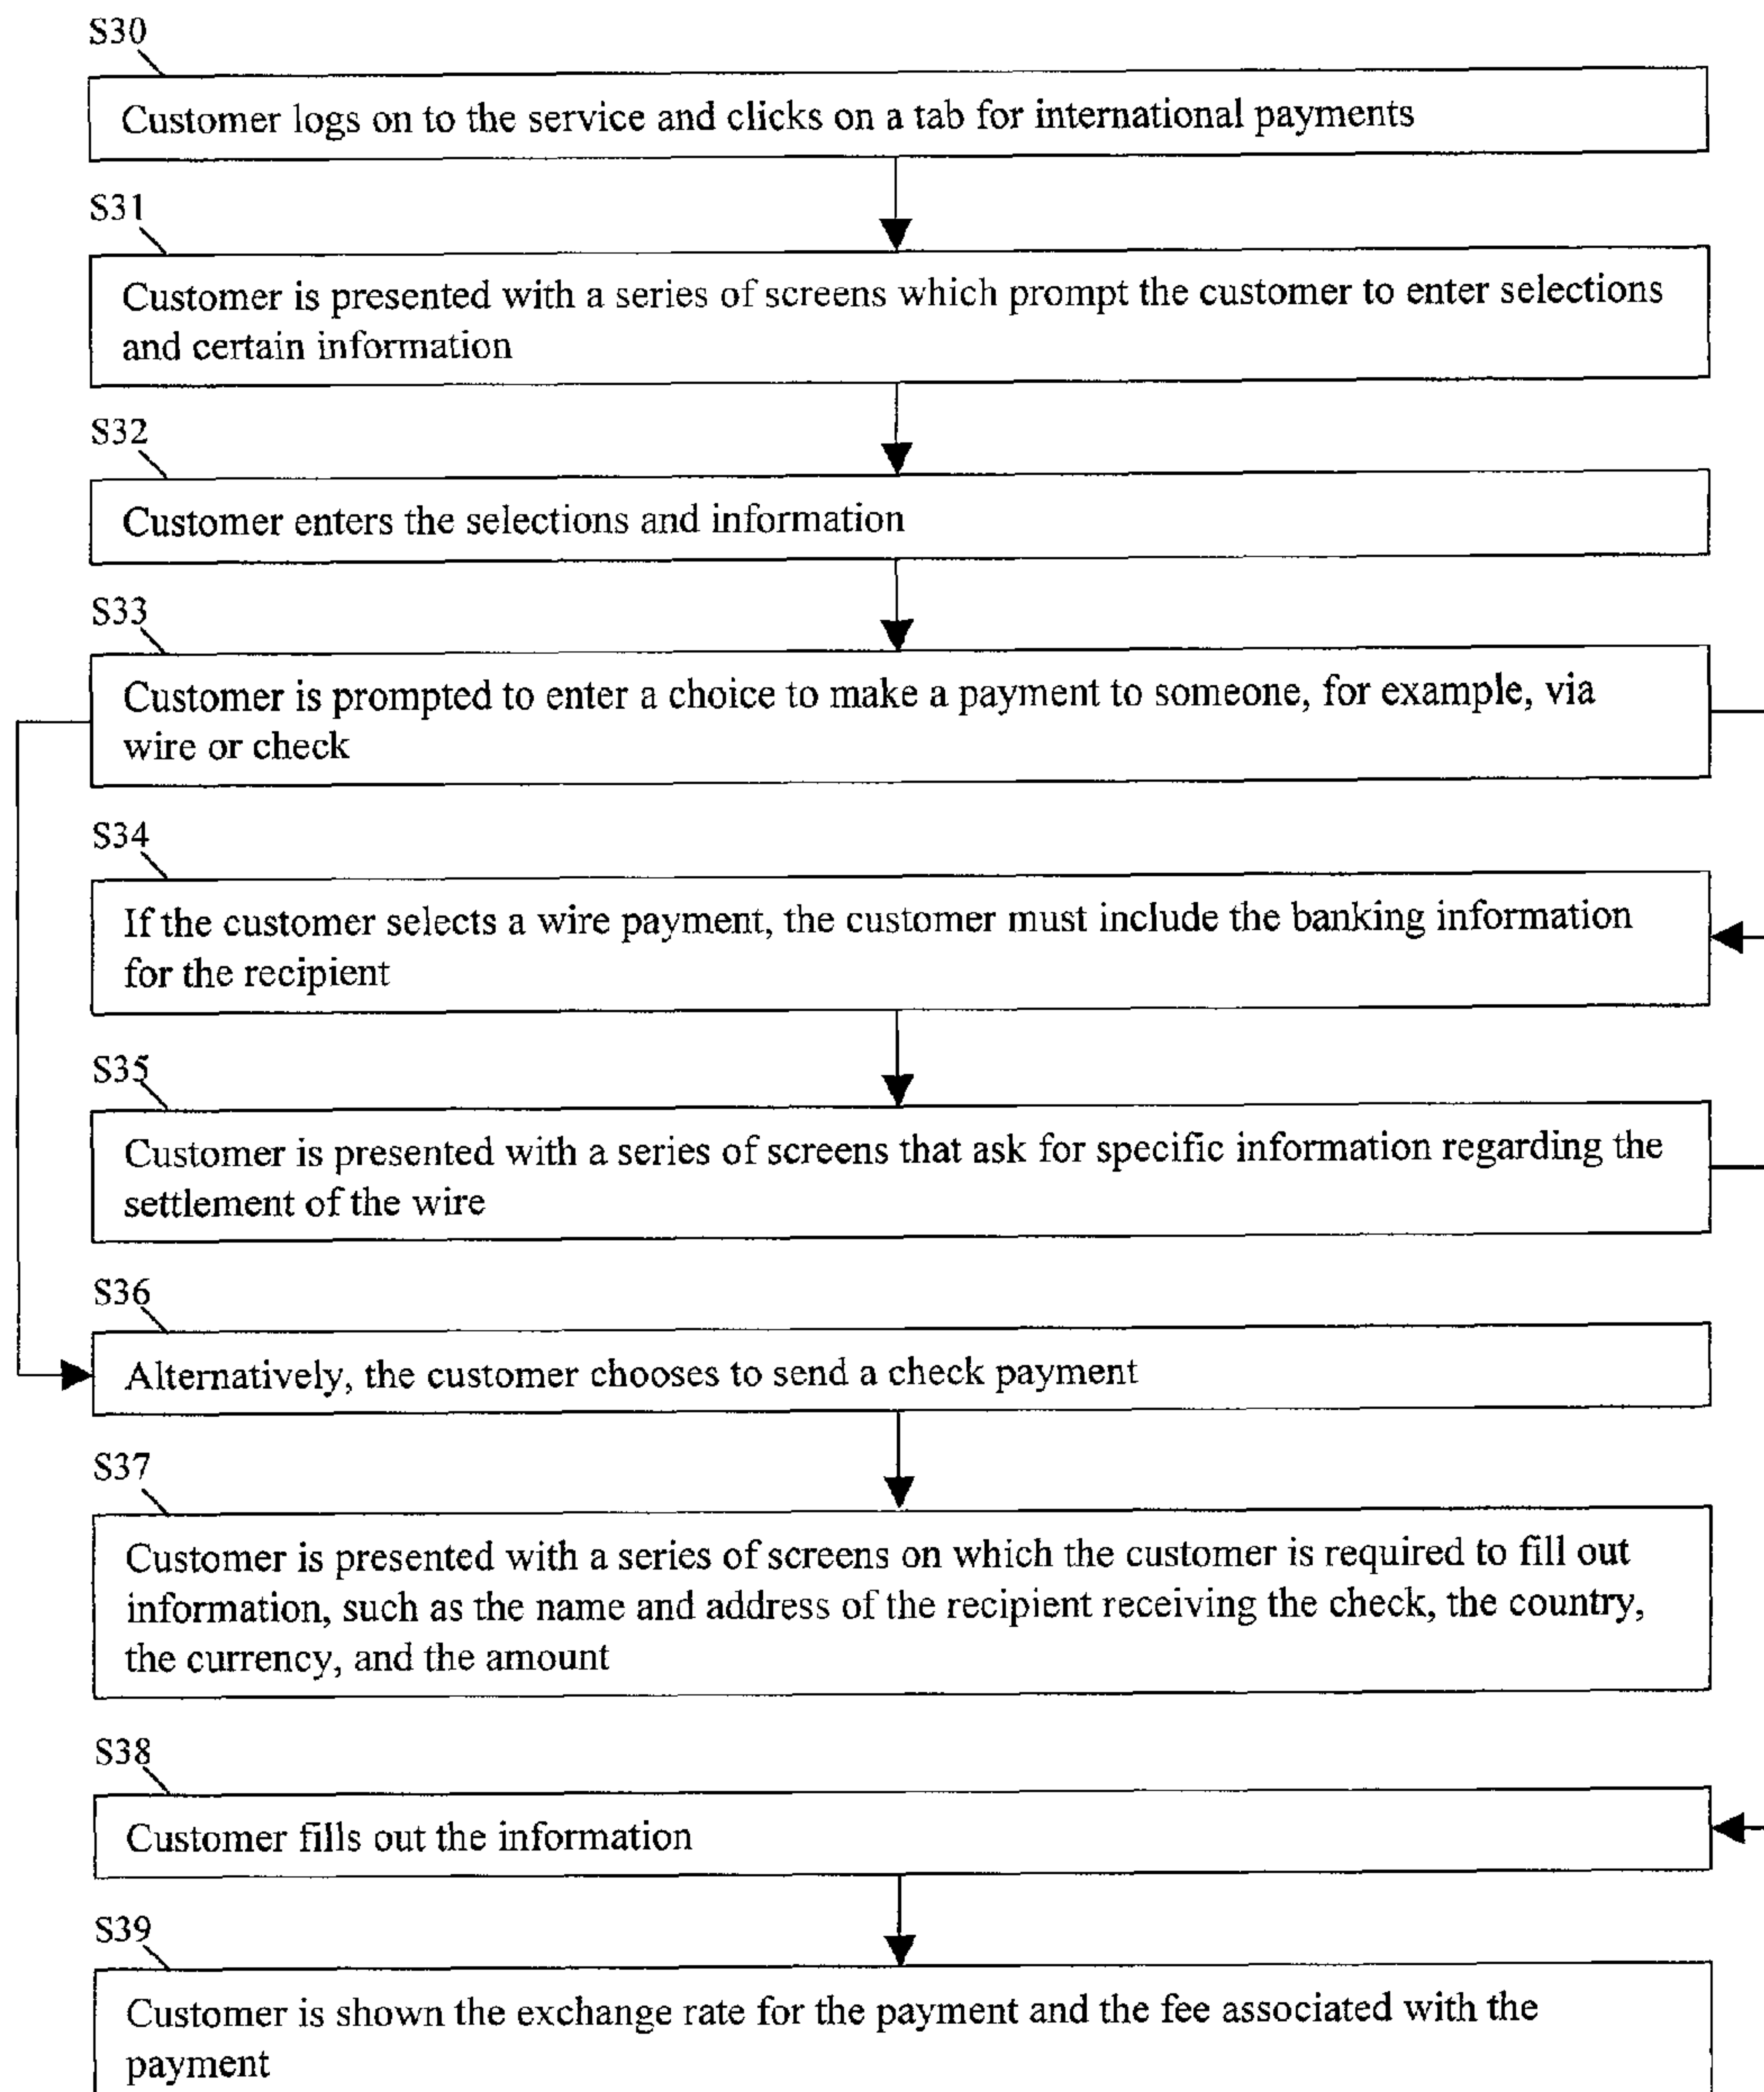 S30
Customer logs on to the service and clicks on a tab for international payments
S31
Customer is presented with a series of screens which prompt the customer to enter selections
and certain information
S32
Customer enters the selections and information
S33
Customer is prompted to enter a choice to make a payment to someone, for example, via
wire or check
S34
If the customer selects a wire payment, the customer must include the banking information
for the recipient
S35
Customer is presented with a series of screens that ask for specific information regarding the
settlement of the wire
S36
Alternatively, the customer chooses to send a check payment
S37
Customer is presented with a series of screens on which the customer is required to fill out
information, such as the name and address of the recipient receiving the check, the country,
the currency, and the amount
S38
Customer fills out the information
S39
Customer is shown the exchange rate for the payment and the fee associated with the
payment